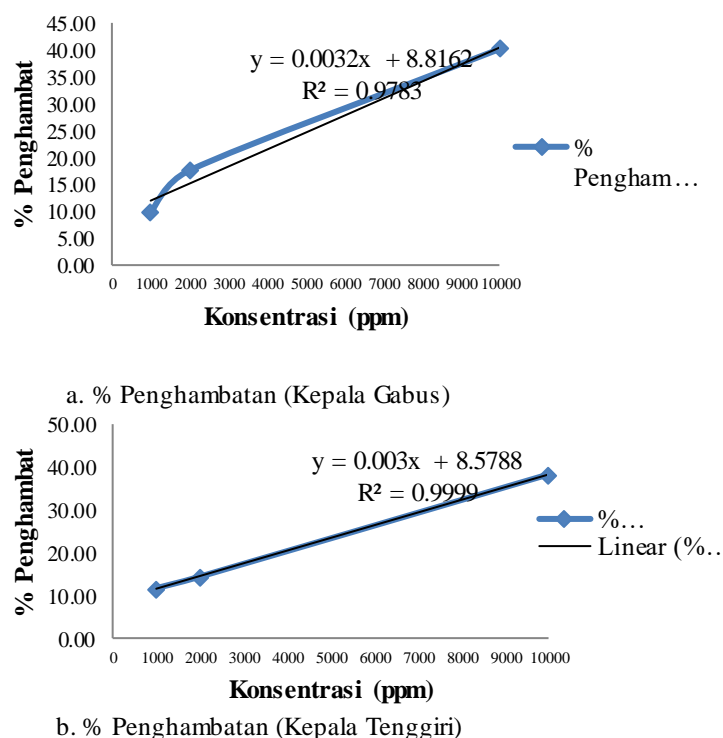 45.00
40.00
35.00
30.00
25.00
20.00
15.00
10.00
5.00
0.00
% Penghambat
y = 0.0032x + 8.8162
R² = 0.9783
%
Pengham…
0 1000 2000 3000 4000 5000 6000 7000 8000 9000 10000
Konsentrasi (ppm)
a. % Penghambatan (Kepala Gabus)
50.00
40.00
30.00
20.00
10.00
0.00
% Penghambat
y = 0.003x + 8.5788
R² = 0.9999
%…
Linear (%…
0 1000 2000 3000 4000 5000 6000 7000 8000 9000 10000
Konsentrasi (ppm)
b. % Penghambatan (Kepala Tenggiri)